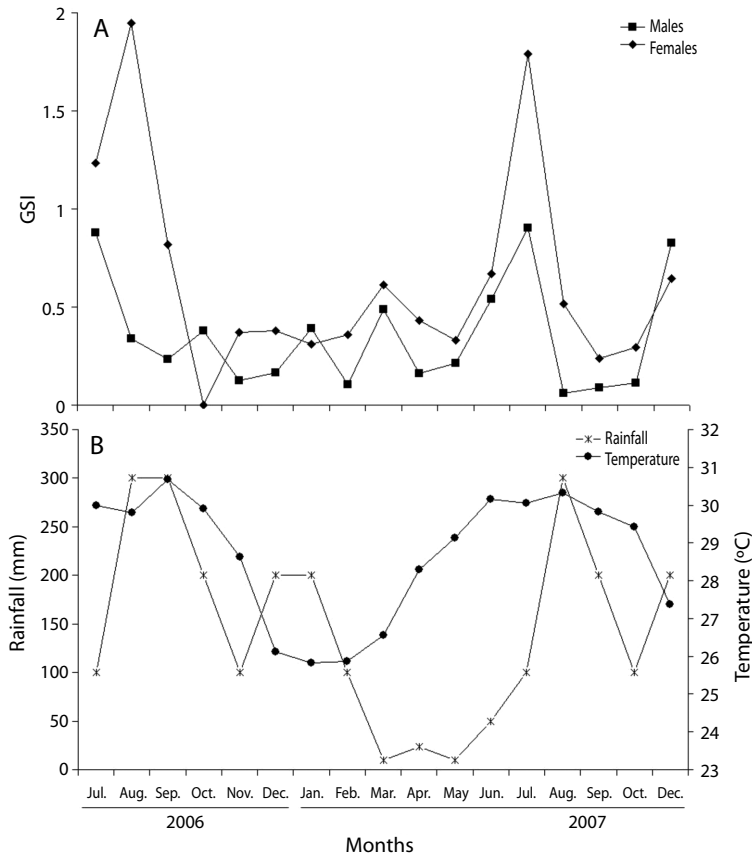 A
Males
Females
2
1.5
1
0.5
0
GSI
B
Rainfall
Temperature
350
300
250
200
150
100
50
0
Rainfall (mm)
32
31
30
29
28
27
26
25
24
23
Temperature (ºC)
Jul. Aug. Sep. Oct. Nov. Dec. Jan. Feb. Mar. Apr. May Jun. Jul. Aug. Sep. Oct. Dec.
2006 2007
Months